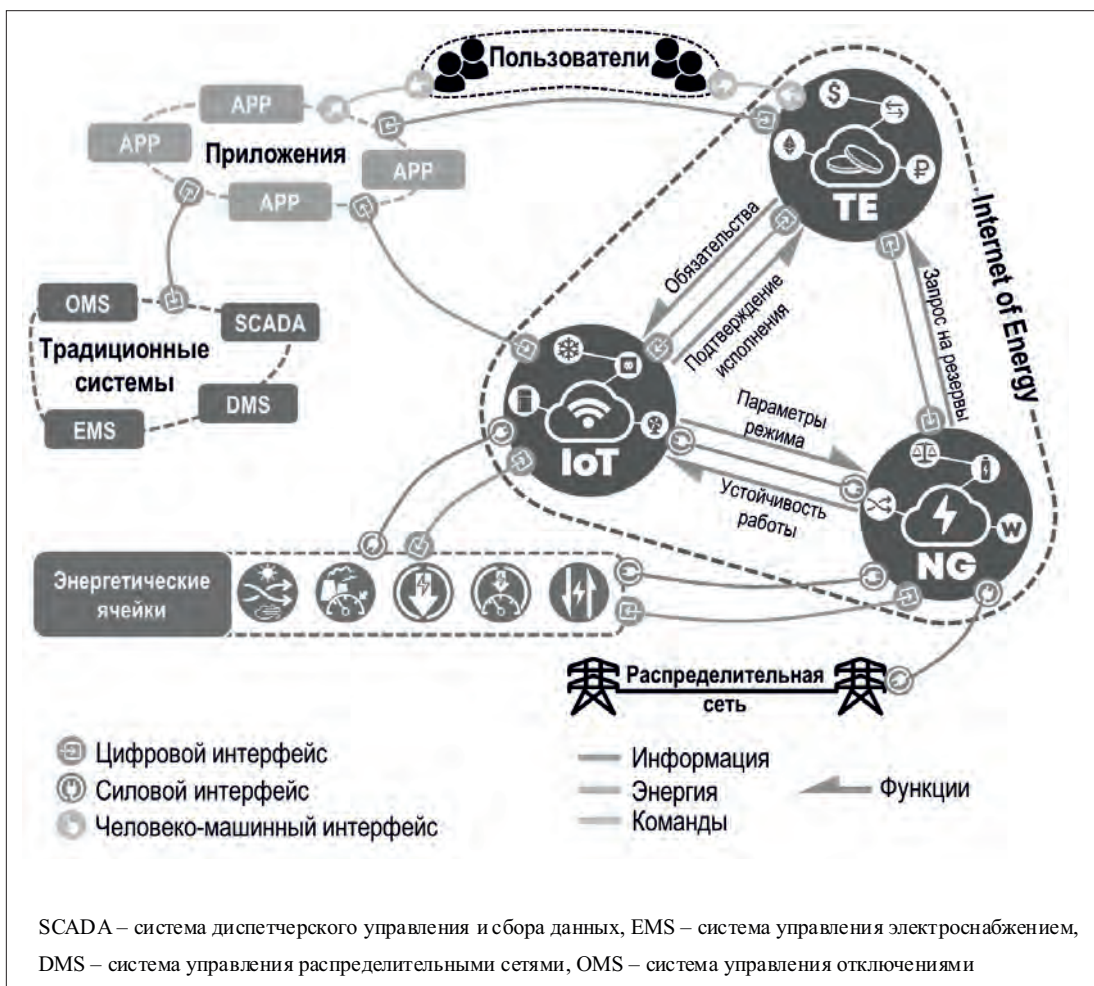 Пользователи
APP
APP
Приложения
APP
APP
TE
Internet of Energy
Обязательства
Подтверждение
исполнения
Запрос на резервы
OMS
SCADA
Традиционные
системы
DMS
EMS
IoT
Параметры
режима
Устойчивость
работы
W
NG
Энергетические
ячейки
Распределительная
сеть
Цифровой интерфейс
Силовой интерфейс
Человеко-машинный интерфейс
Информация
Энергия
Команды
Функции
SCADA – система диспетчерского управления и сбора данных, EMS – система управления электроснабжением,
DMS – система управления распределительными сетями, OMS – система управления отключениями